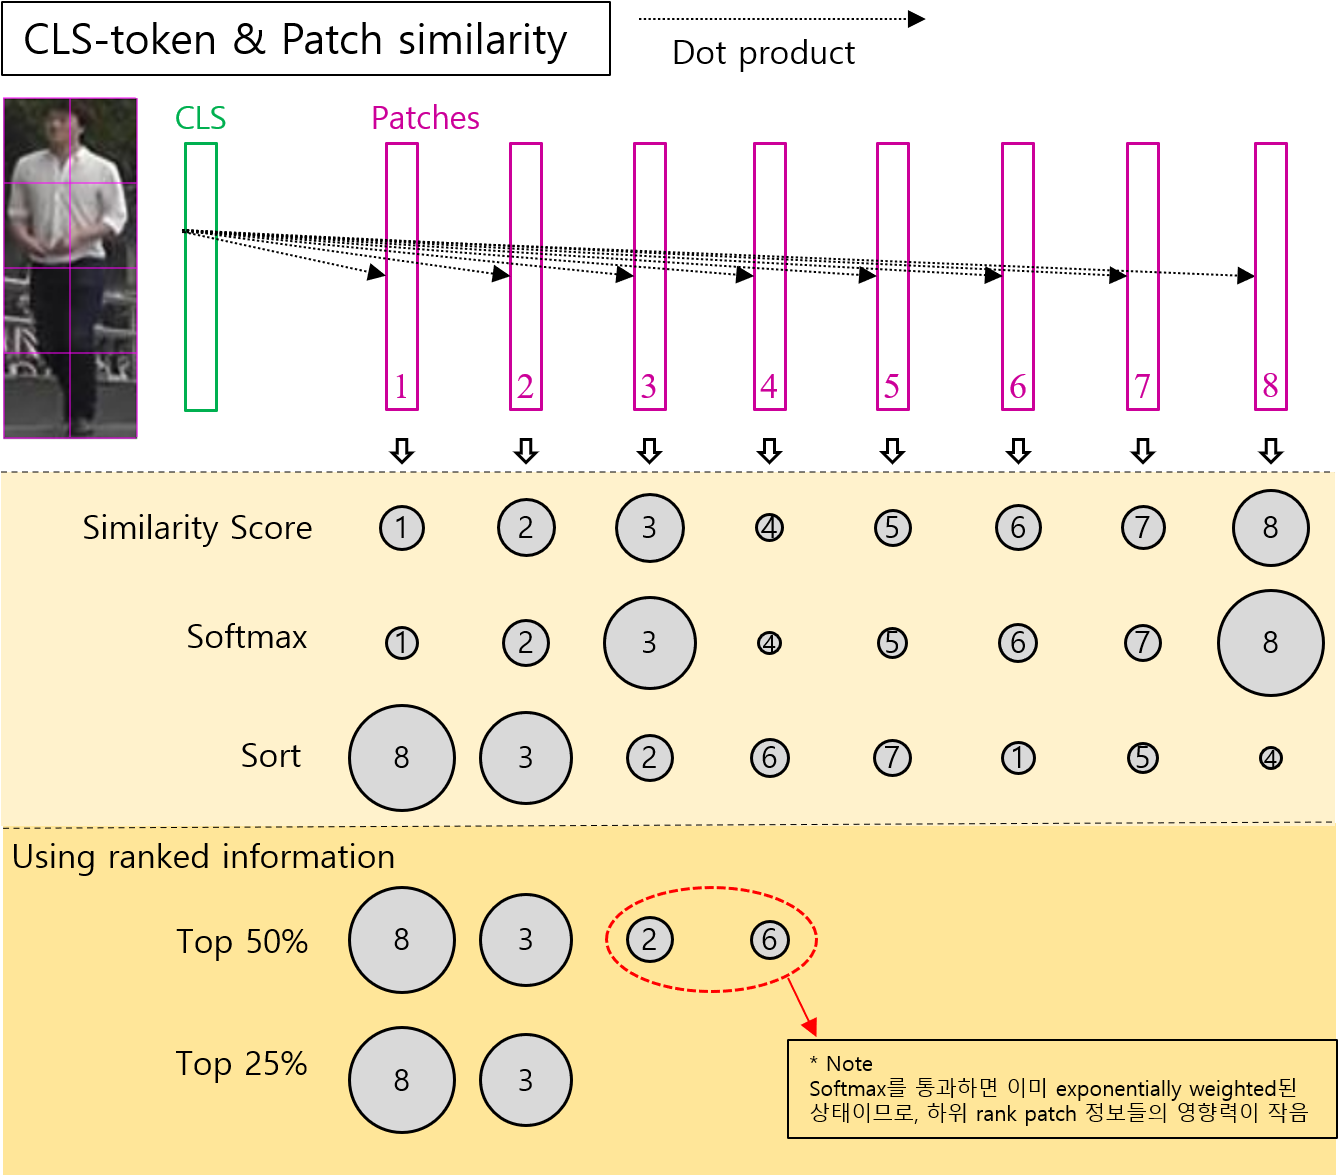 CLS-token & Patch similarity
Dot product
CLS
Patches
1 2 3 4 5 6 7 8
Similarity Score 1 2 3 4 5 6 7 8
Softmax 1 2 3 4 5 6 7 8
Sort 8 3 2 6 7 1 5 4
Using ranked information
Top 50% 8 3 2 6
Top 25% 8 3
* Note
Softmax를 통과하면 이미 exponentially weighted된
상태이므로, 하위 rank patch 정보들의 영향력이 작음